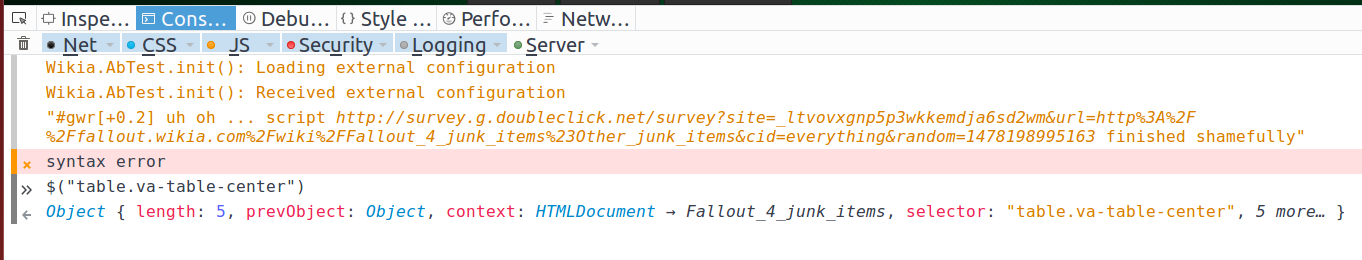 Inspe... Cons... Debu... {} Style ... Perfo... Netw...
Net CSS JS Security Logging Server
Wikia.AbTest.init(): Loading external configuration
Wikia.AbTest.init(): Received external configuration
"#gwr[+0.2] uh oh ... script http://survey.g.doubleclick.net/survey?site=_ltvovxgnp5p3wkkemdja6sd2wm&url=http%3A%2F
%2Ffallout.wikia.com%2Fwiki%2FFallout_4_junk_items%23Other_junk_items&cid=everything&random=1478198995163 finished shamefully"
syntax error
$("table.va-table-center")
Object { length: 5, prevObject: Object, context: HTMLDocument → Fallout_4_junk_items, selector: "table.va-table-center", 5 more… }